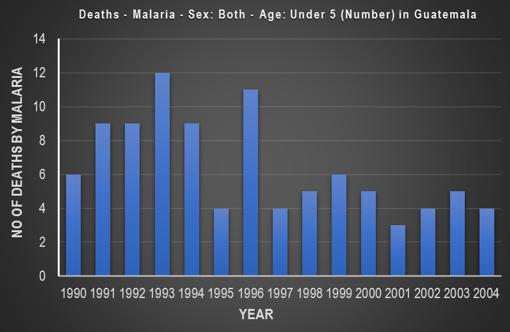 Deaths - Malaria - Sex: Both - Age: Under 5 (Number) in Guatemala
14
12
10
8
6
4
2
0
NO OF DEATHS BY MALARIA
1990 1991 1992 1993 1994 1995 1996 1997 1998 1999 2000 2001 2002 2003 2004
YEAR